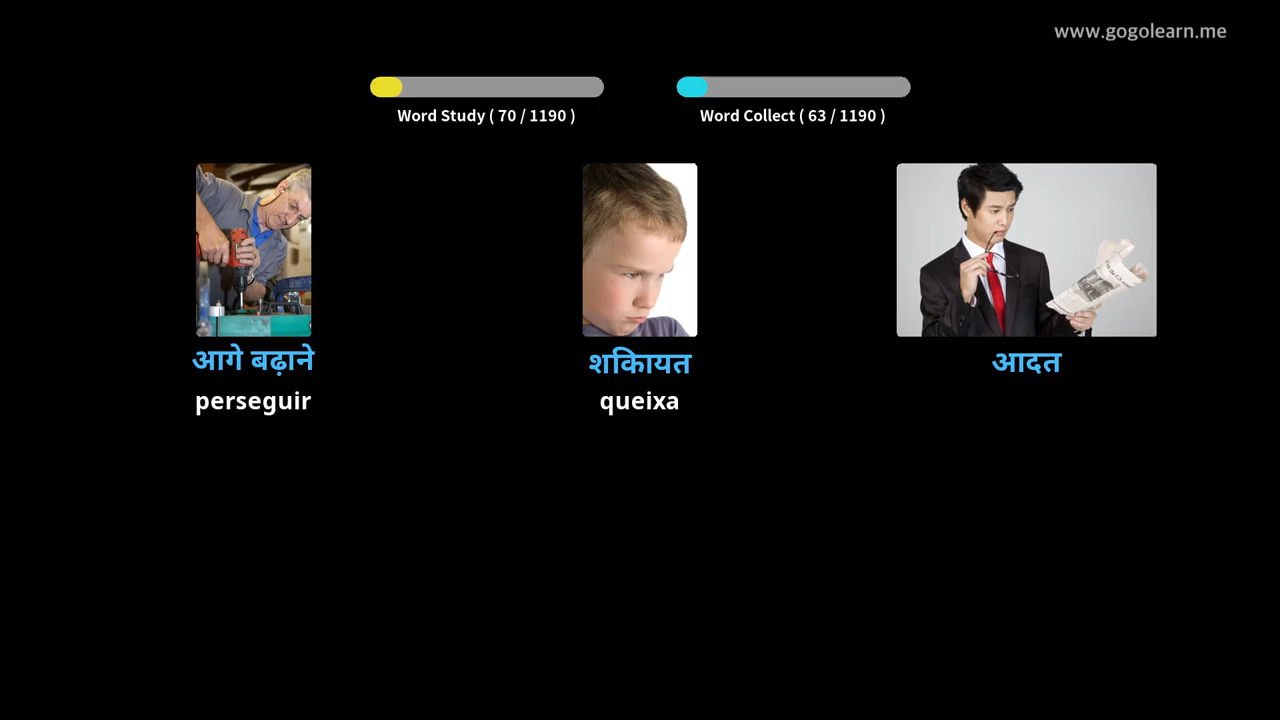 www.gogolearn.me
Word Study ( 70 / 1190 )
Word Collect ( 63 / 1190 )
आगे बढ़ाने
शकिायत
आदत
perseguir
queixa